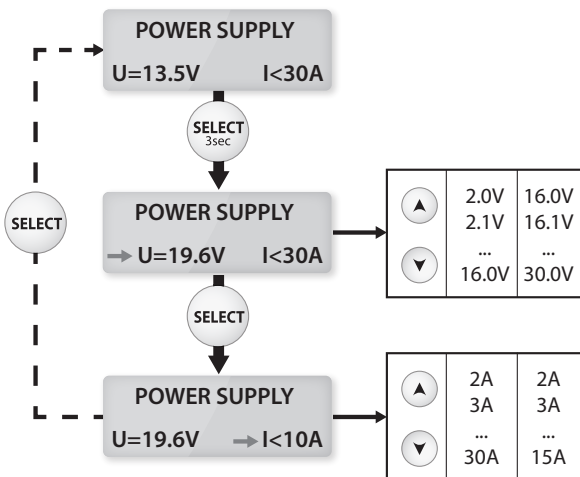 POWER SUPPLY
U=13.5V I<30A
SELECT
3sec
SELECT
POWER SUPPLY
U=19.6V I<30A
2.0V 16.0V
2.1V 16.1V
... ...
16.0V 30.0V
SELECT
POWER SUPPLY
U=19.6V I<10A
2A 2A
3A 3A
... ...
30A 15A